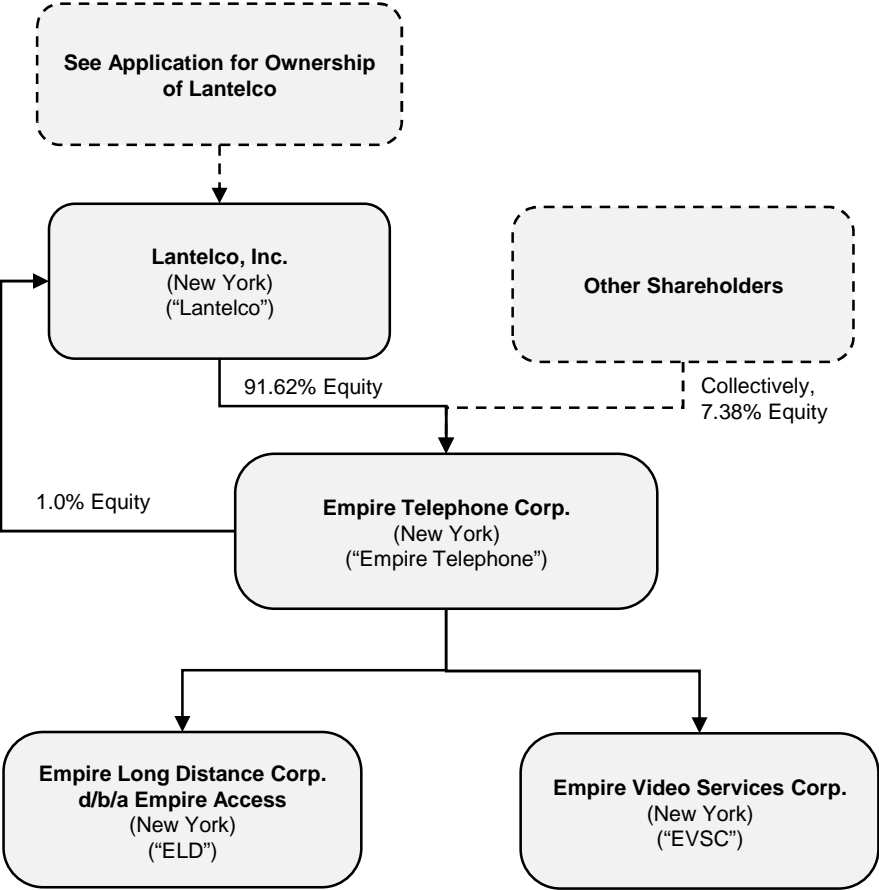 See Application for Ownership
of Lantelco
Lantelco, Inc.
(New York)
(“Lantelco”)
Other Shareholders
91.62% Equity
Collectively,
7.38% Equity
1.0% Equity
Empire Telephone Corp.
(New York)
(“Empire Telephone”)
Empire Long Distance Corp.
d/b/a Empire Access
(New York)
(“ELD”)
Empire Video Services Corp.
(New York)
(“EVSC”)